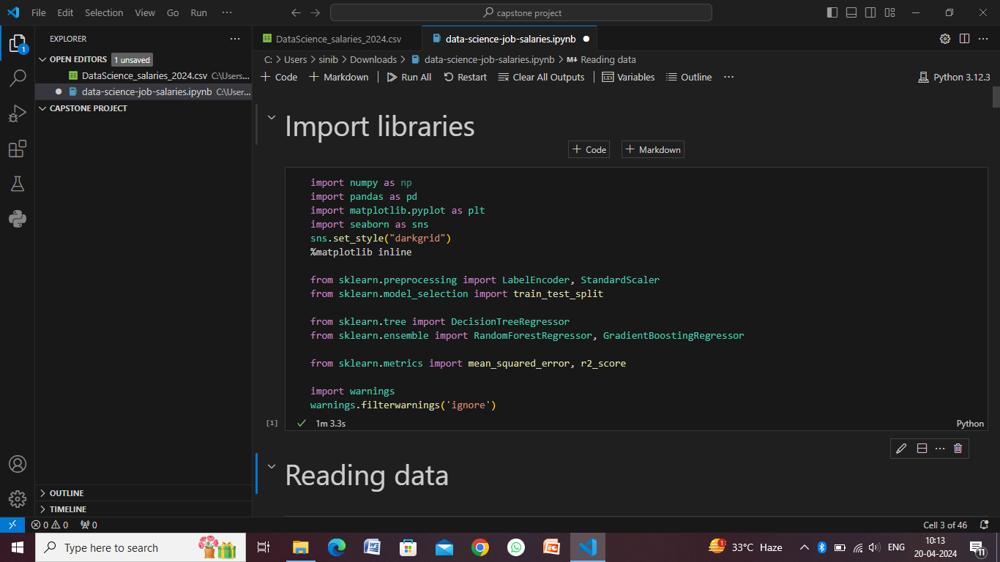 File Edit Selection View Go Run ···
capstone project
EXPLORER
OPEN EDITORS 1 unsaved
DataScience_salaries_2024.csv C:\Users...
data-science-job-salaries.ipynb C:\User...
CAPSTONE PROJECT
OUTLINE
TIMELINE
DataScience_salaries_2024.csv
data-science-job-salaries.ipynb
C: > Users > sinib > Downloads > data-science-job-salaries.ipynb > Reading data
+ Code + Markdown | Run All Restart Clear All Outputs | Variables Outline ···
Python 3.12.3
Import libraries
+ Code + Markdown
import numpy as np
import pandas as pd
import matplotlib.pyplot as plt
import seaborn as sns
sns.set_style("darkgrid")
%matplotlib inline
from sklearn.preprocessing import LabelEncoder, StandardScaler
from sklearn.model_selection import train_test_split
from sklearn.tree import DecisionTreeRegressor
from sklearn.ensemble import RandomForestRegressor, GradientBoostingRegressor
from sklearn.metrics import mean_squared_error, r2_score
import warnings
warnings.filterwarnings('ignore')
[1] 1m 3.3s Python
Reading data
0 0 0
Cell 3 of 46
Type here to search
33°C Haze
ENG
10:13
20-04-2024
11